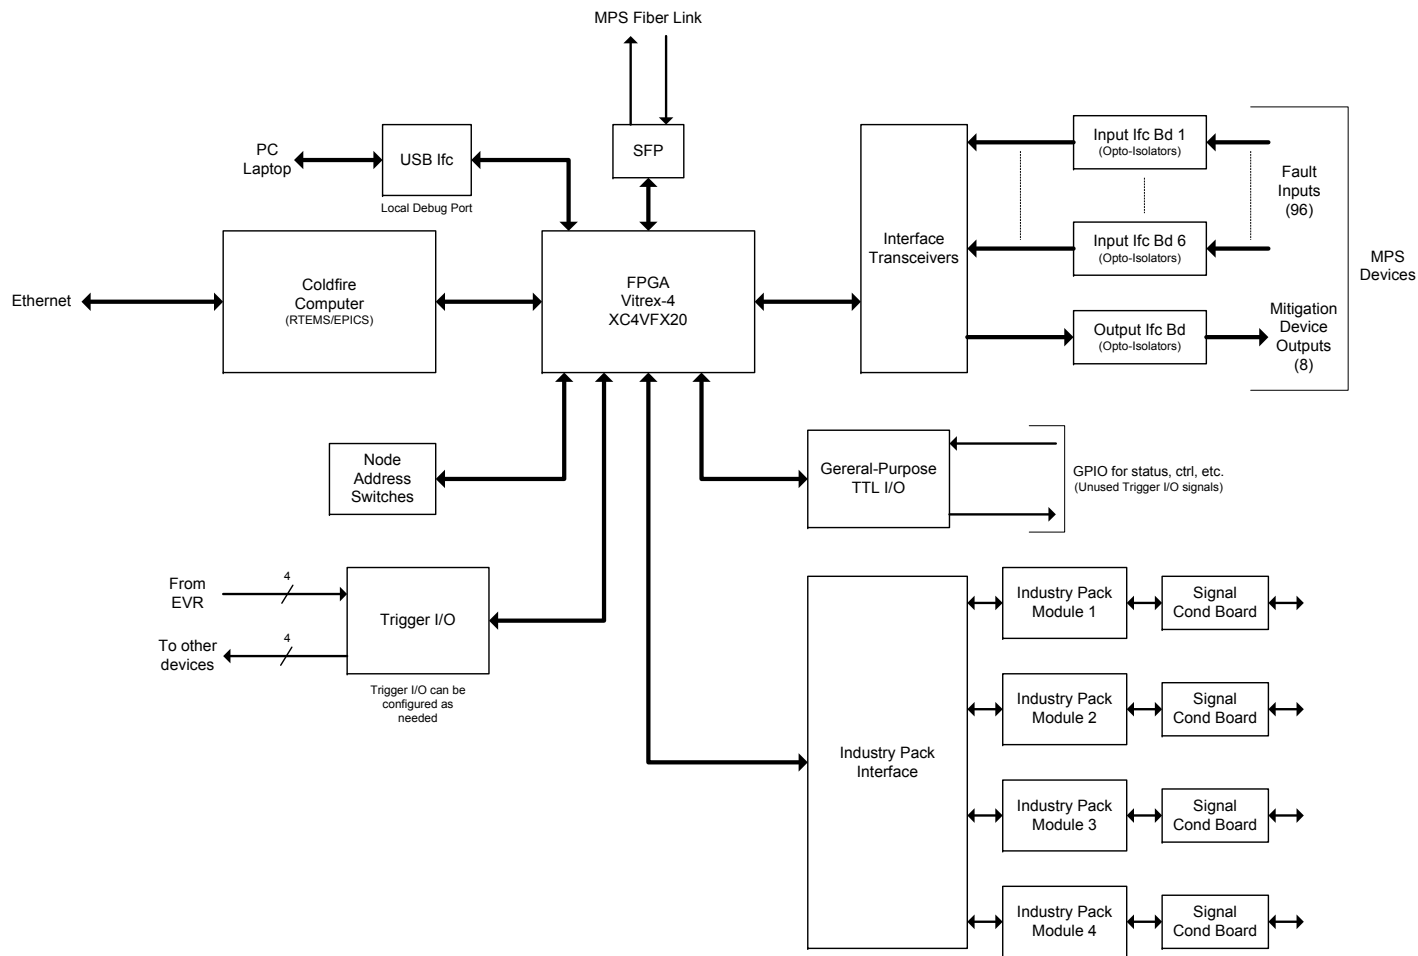 MPS Fiber Link
PC
Laptop
USB Ifc
Local Debug Port
SFP
Input Ifc Bd 1
(Opto-Isolators)
Fault
Inputs
(96)
Interface
Transceivers
Input Ifc Bd 6
(Opto-Isolators)
MPS
Devices
Ethernet
Coldfire
Computer
(RTEMS/EPICS)
FPGA
Vitrex-4
XC4VFX20
Output Ifc Bd
(Opto-Isolators)
Mitigation
Device
Outputs
(8)
Node
Address
Switches
Gereral-Purpose
TTL I/O
GPIO for status, ctrl, etc.
(Unused Trigger I/O signals)
From
EVR
4
Trigger I/O
To other
devices
4
Trigger I/O can be
configured as
needed
Industry Pack
Interface
Industry Pack
Module 1
Signal
Cond Board
Industry Pack
Module 2
Signal
Cond Board
Industry Pack
Module 3
Signal
Cond Board
Industry Pack
Module 4
Signal
Cond Board